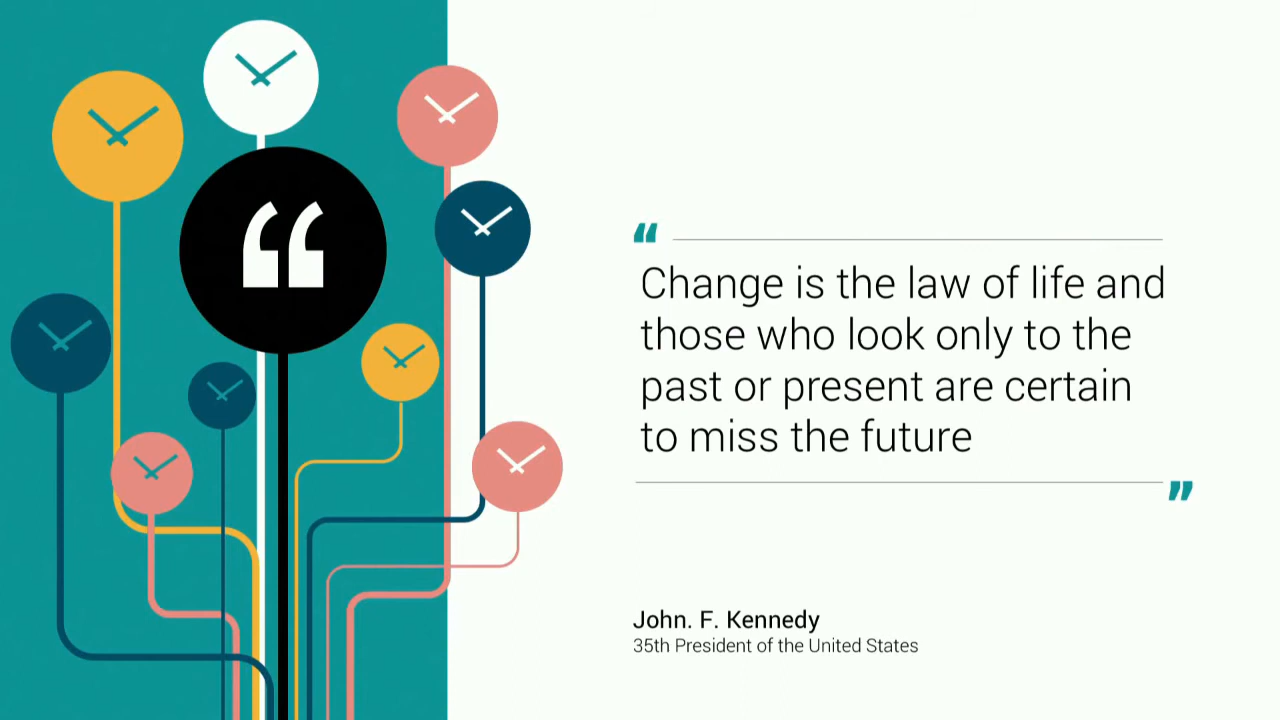 “
“
Change is the law of life and
those who look only to the
past or present are certain
to miss the future
”
John. F. Kennedy
35th President of the United States